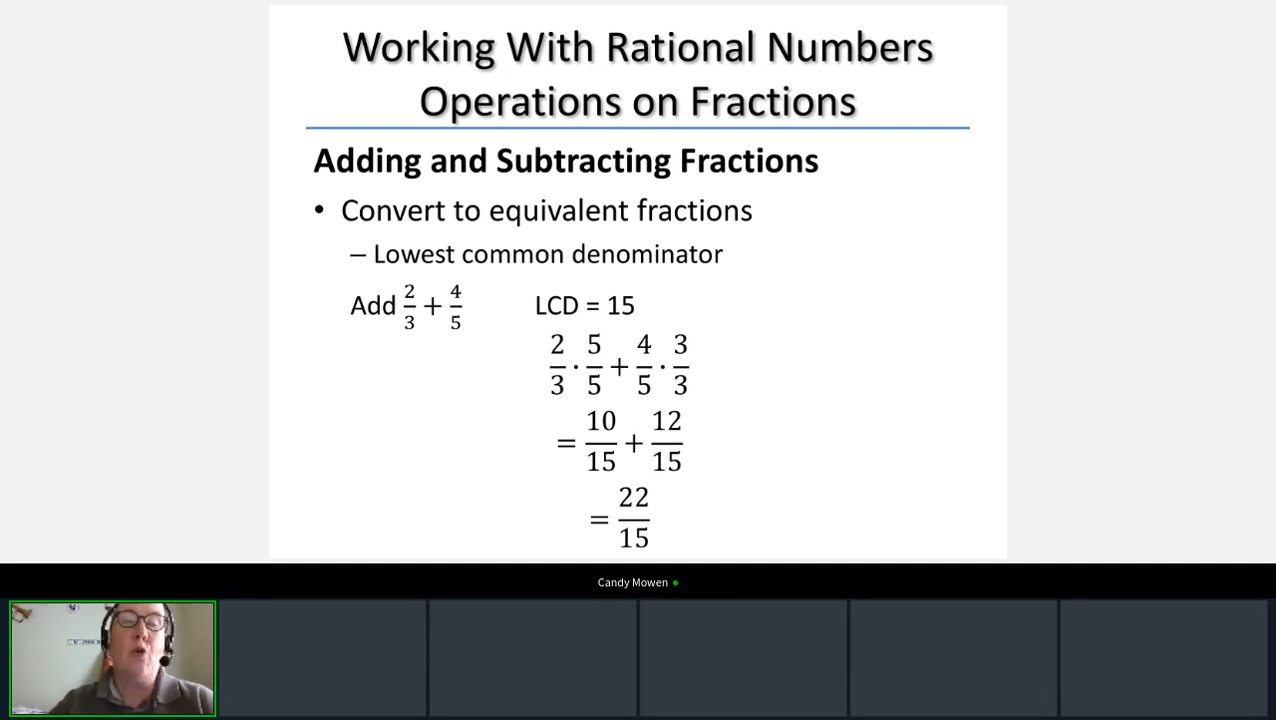 Working With Rational Numbers
Operations on Fractions
Adding and Subtracting Fractions
• Convert to equivalent fractions
– Lowest common denominator
Add 2/3 + 4/5 LCD = 15
2/3 · 5/5 + 4/5 · 3/3
= 10/15 + 12/15
= 22/15
Candy Mowen